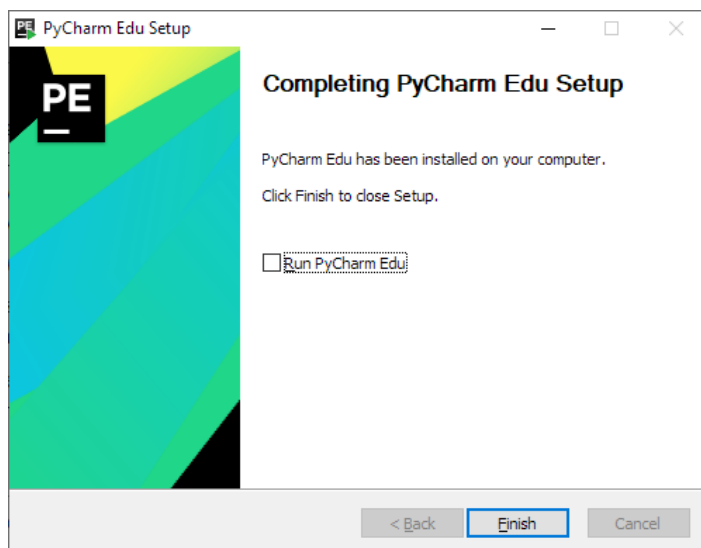 PE PyCharm Edu Setup
PE
Completing PyCharm Edu Setup
PyCharm Edu has been installed on your computer.
Click Finish to close Setup.
Run PyCharm Edu
< Back Finish Cancel